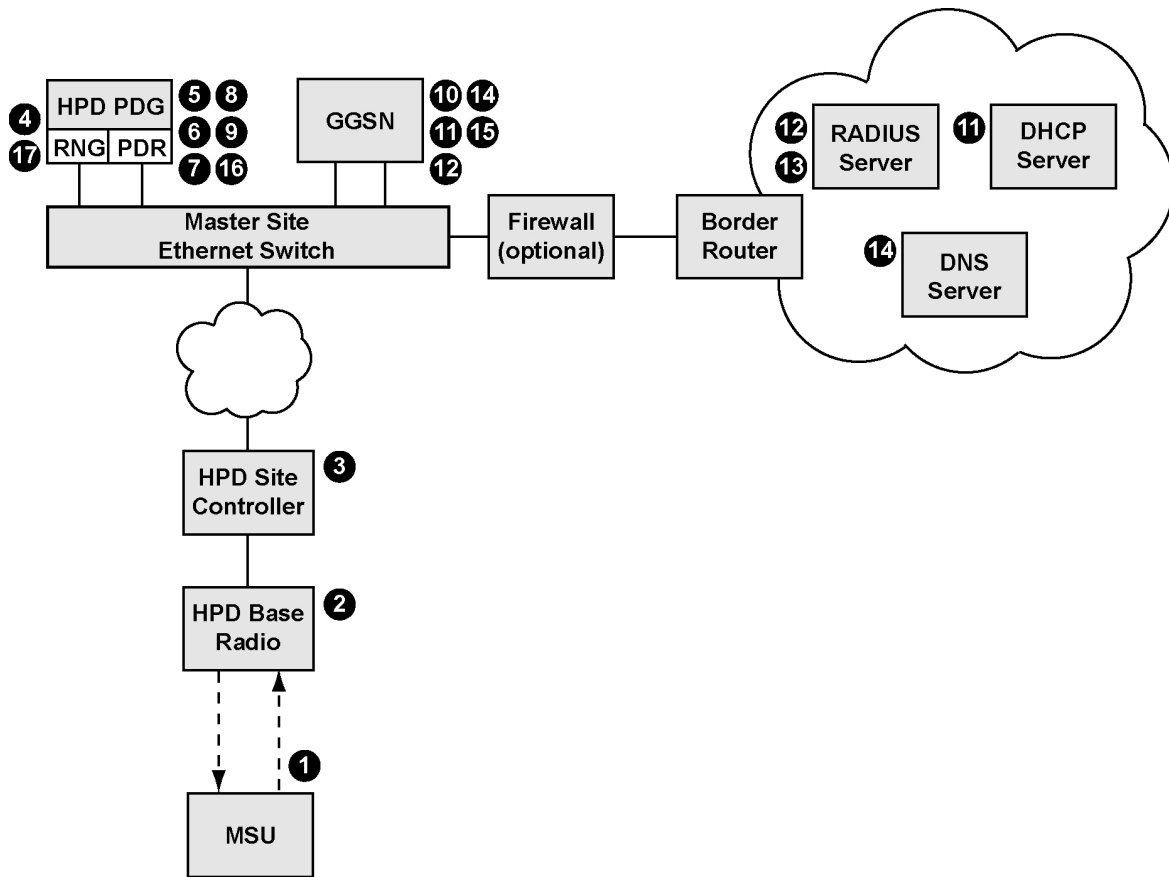 HPD PDG
RNG
PDR
4
17
5
8
6
9
7
16
GGSN
10
14
11
15
12
12
13
RADIUS
Server
11
DHCP
Server
14
DNS
Server
Master Site
Ethernet Switch
Firewall
(optional)
Border
Router
HPD Site
Controller
3
HPD Base
Radio
2
1
MSU